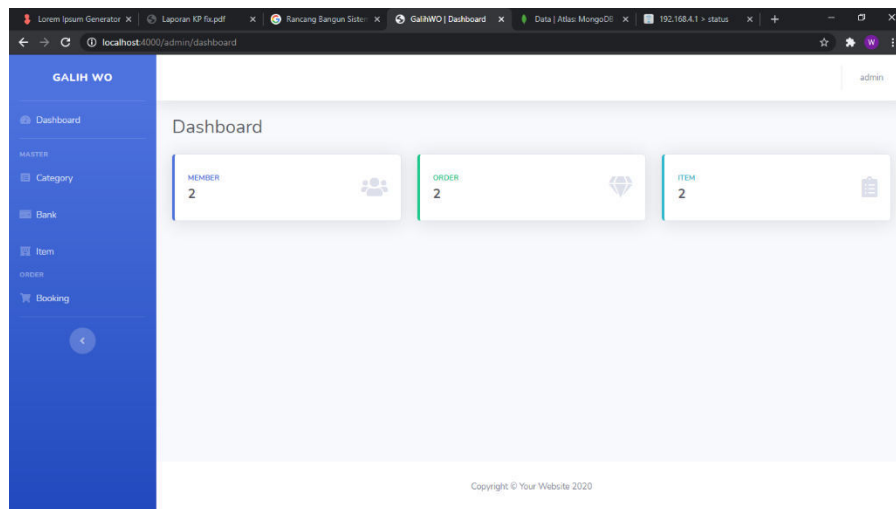 Lorem Ipsum Generator
Laporan KP fix.pdf
Rancang Bangun Sistem
GalihWO | Dashboard
Data | Atlas: MongoDB
192.168.4.1 > status
localhost:4000/admin/dashboard
W
GALIH WO
admin
Dashboard
Dashboard
MASTER
Category
Bank
Item
ORDER
Booking
MEMBER
2
ORDER
2
ITEM
2
Copyright © Your Website 2020